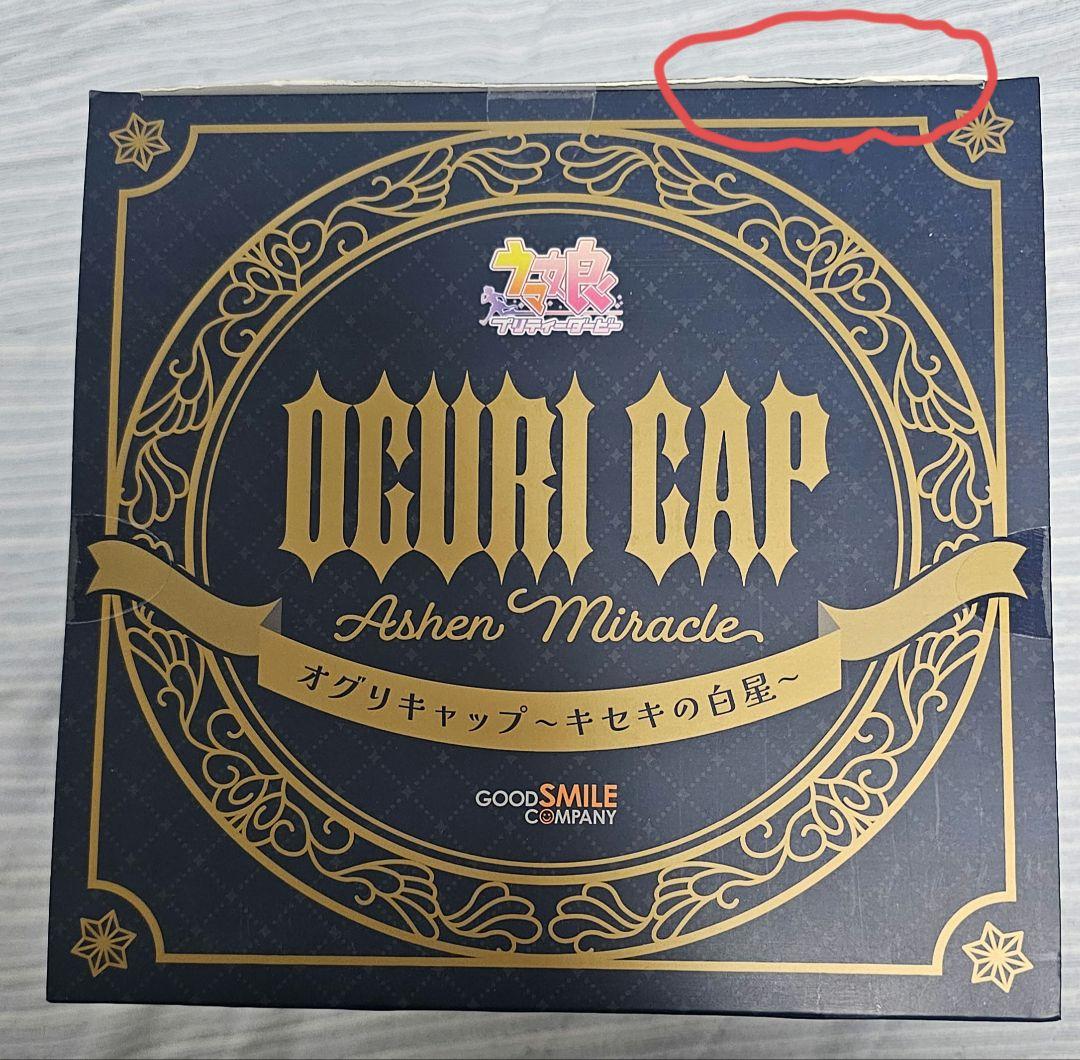 ウマ娘
プリティーダービー
OGURI CAP
Ashen Miracle
オグリキャップ～キセキの白星～
GOOD SMILE
COMPANY